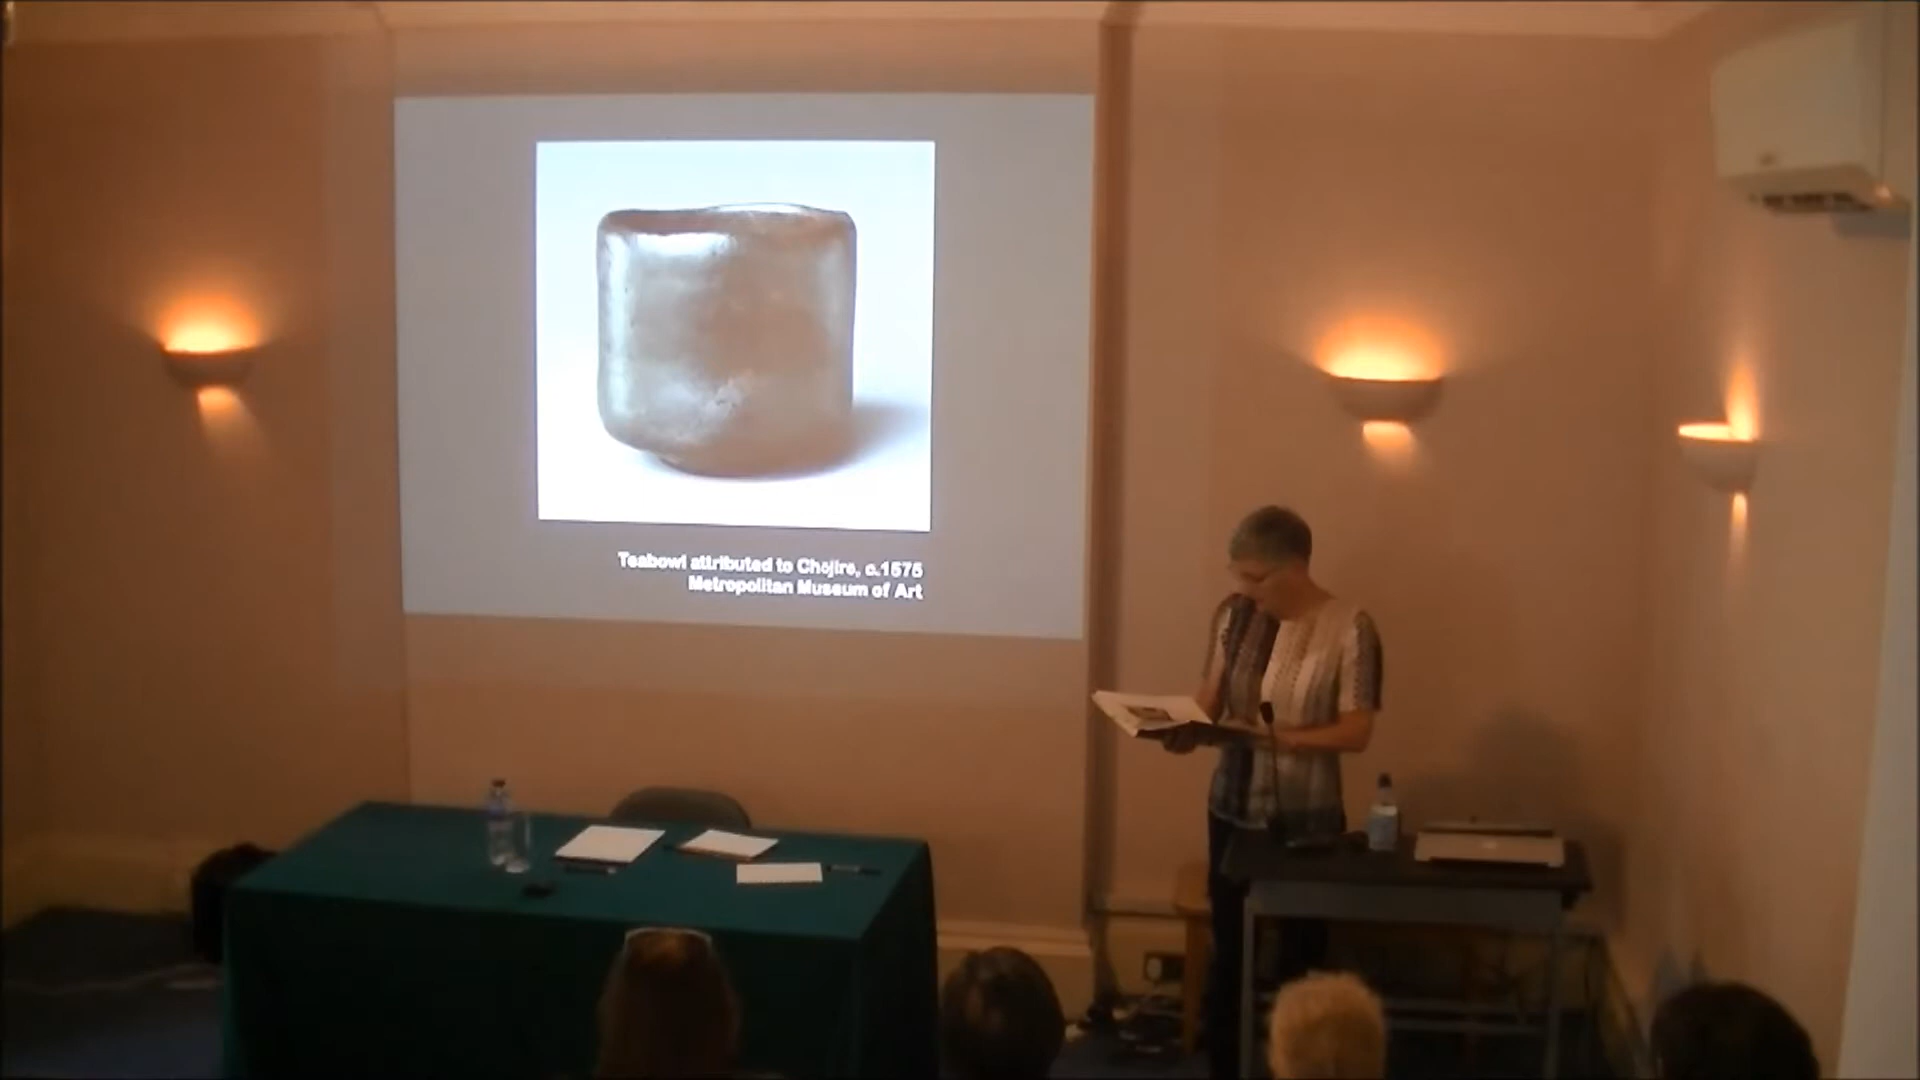 Teabowl attributed to Chojiro, c.1575
Metropolitan Museum of Art